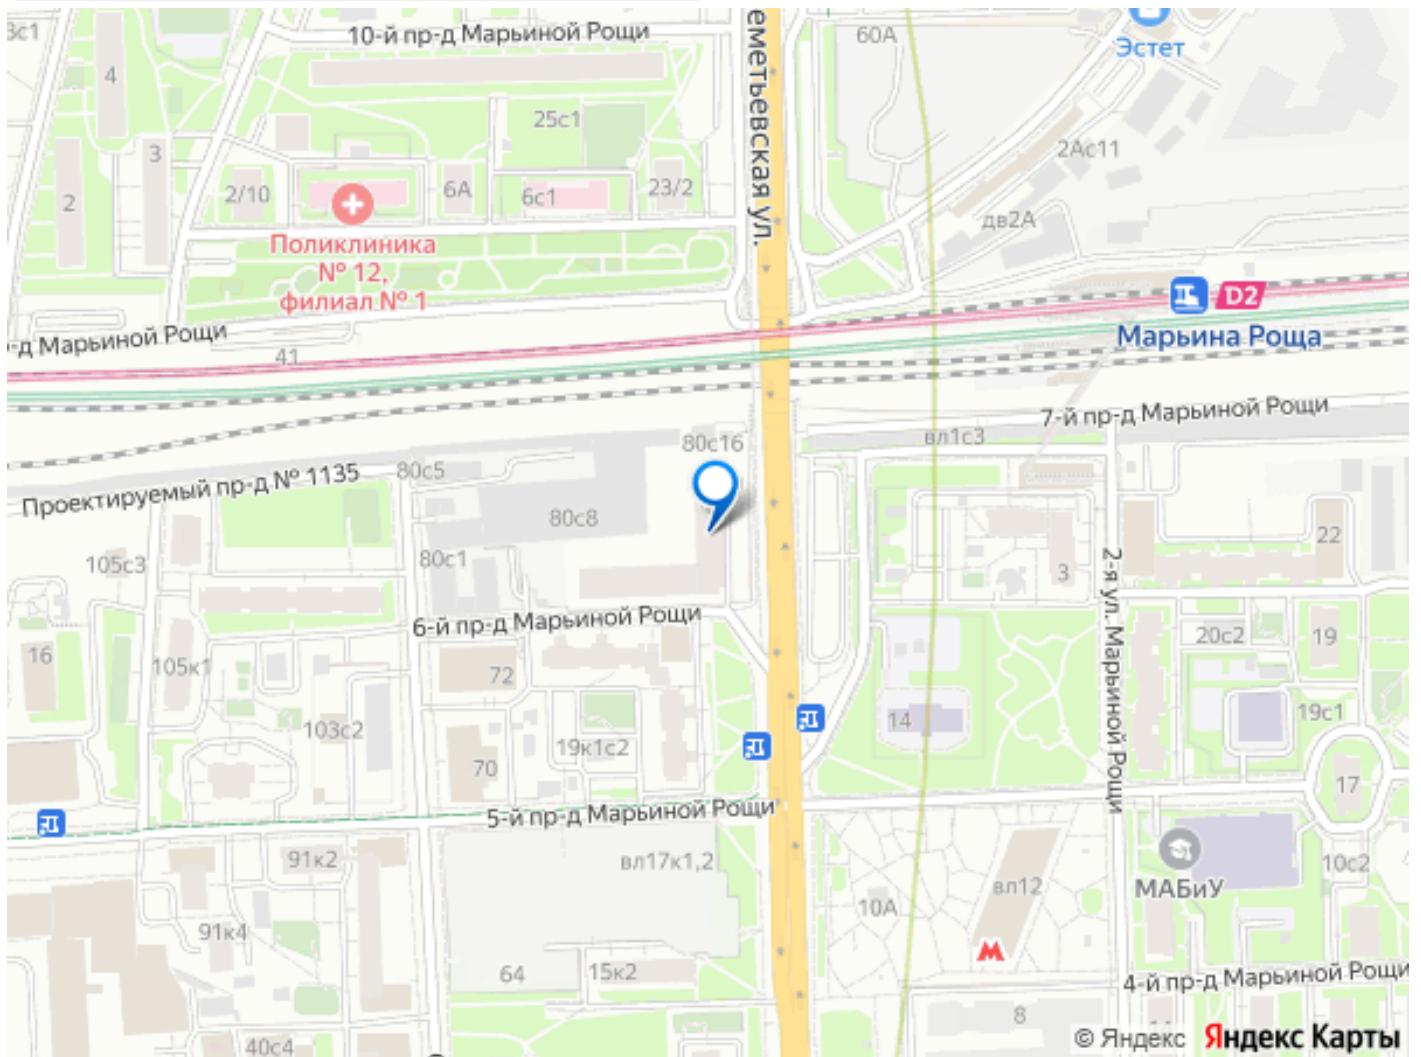 3с1
10-й пр-д Марьиной Рощи
60А
Эстет
4
еметьевская ул.
25с1
2Ас11
3
2
2/10
6А
6с1
23/2
дв2А
Поликлиника
№ 12,
филиал № 1
D2
Марьина Роща
-д Марьиной Рощи
41
7-й пр-д Марьиной Рощи
80с16
вл1с3
Проектируемый пр-д № 1135
80с5
80с8
22
105с3
80с1
3
2-я ул. Марьиной Рощи
6-й пр-д Марьиной Рощи
16
105к1
72
20с2
19
103с2
14
19с1
19к1с2
70
17
5-й пр-д Марьиной Рощи
91к2
вл17к1,2
10с2
вл12
МАБиУ
10А
91к4
64
15к2
4-й пр-д Марьиной Рощи
8
40с4
© Яндекс Яндекс Карты